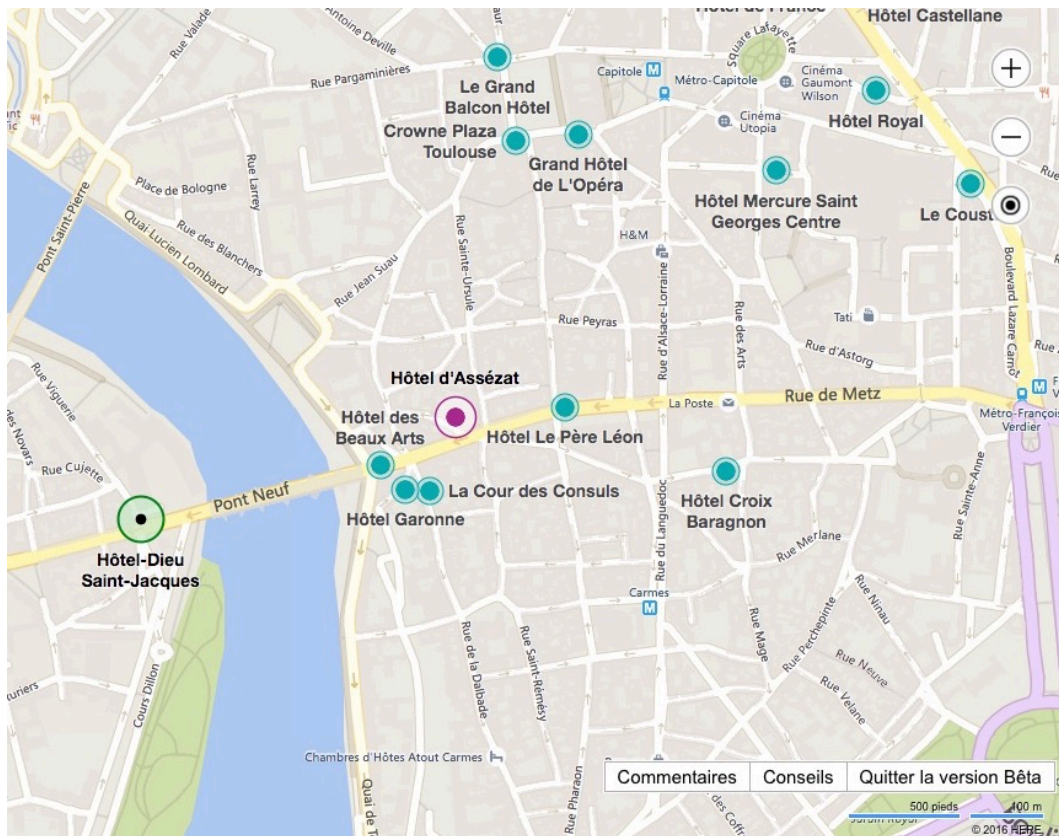 Hôtel de France
Hôtel Castellane
Rue Valade
Antoine Deville
Square Lafayette
Rue Pargaminières
Capitole M
Métro-Capitole
Cinéma
Gaumont
Wilson
Le Grand
Balcon Hôtel
Hôtel Royal
Cinéma
Utopia
Crowne Plaza
Toulouse
Grand Hôtel
de L'Opéra
Rue Larrey
Place de Bologne
Hôtel Mercure Saint
Georges Centre
Le Coust
Pont Saint-Pierre
Quai Lucien Lombard
Rue des Blanchers
Rue Jean Suau
Rue Sainte-Ursule
H&M
Rue d'Alsace-Lorraine
Boulevard Lazare Carnot
Rue Peyras
Rue des Arts
Tati
Rue d'Astorg
Rue A
Rue Viguerie
des Novars
Hôtel d'Assézat
La Poste
Rue de Metz
M
Métro-François
Verdier
Hôtel des
Beaux Arts
Hôtel Le Père Léon
Rue Cujette
Pont Neuf
La Cour des Consuls
Hôtel Garonne
Hôtel Croix
Baragnon
Rue Sainte-Anne
Hôtel-Dieu
Saint-Jacques
Rue du Languedoc
Rue Merlane
Carmes
M
Rue Ninau
Rue Perchepinte
Rue Mage
Rue Neuve
Rue Velane
Cours Dillon
Rue de la Dalbade
Rue Saint-Rémésy
Chambres d'Hôtes Atout Carmes
Rue Pharaon
Quai de T
Commentaires
Conseils
Quitter la version Bêta
500 pieds
100 m
© 2016 HERE